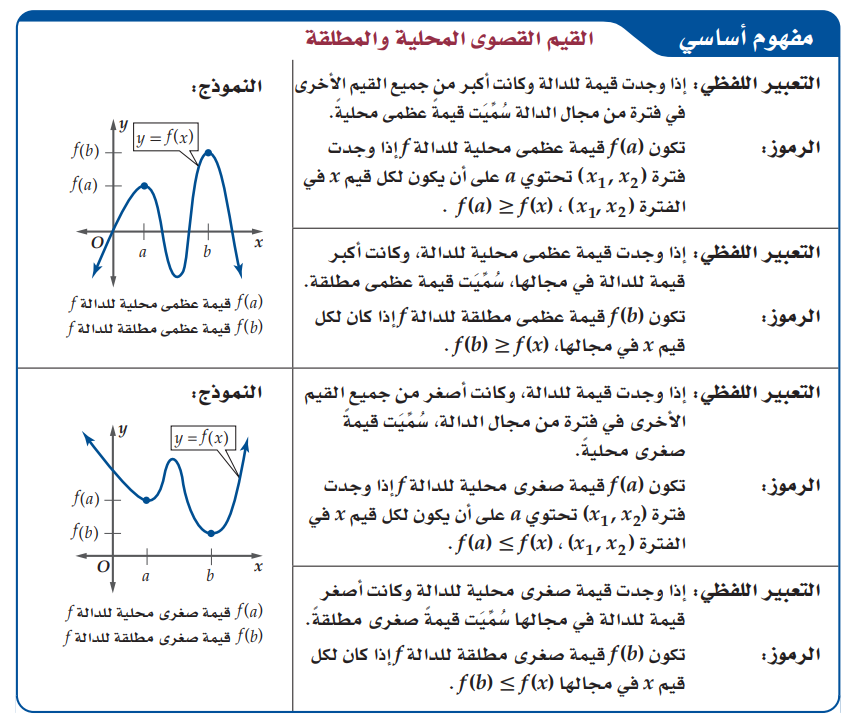 مفهوم أساسي
القيم القصوى المحلية والمطلقة
التعبير اللفظي: إذا وجدت قيمة للدالة وكانت أكبر من جميع القيم الأخرى
في فترة من مجال الدالة سُمِّيَت قيمةً عظمى محليةً.
الرموز: تكون f(a) قيمة عظمى محلية للدالة f إذا وجدت
فترة (x₁, x₂) تحتوي a على أن يكون لكل قيم x في
الفترة (x₁, x₂) ، f(a) ≥ f(x) .
النموذج:
y
y = f(x)
f(b)
f(a)
O
a
b
x
f(a) قيمة عظمى محلية للدالة f
f(b) قيمة عظمى مطلقة للدالة f
التعبير اللفظي: إذا وجدت قيمة عظمى محلية للدالة، وكانت أكبر
قيمة للدالة في مجالها، سُمِّيَت قيمة عظمى مطلقة.
الرموز: تكون f(b) قيمة عظمى مطلقة للدالة f إذا كان لكل
قيم x في مجالها، f(b) ≥ f(x) .
التعبير اللفظي: إذا وجدت قيمة للدالة، وكانت أصغر من جميع القيم
الأخرى في فترة من مجال الدالة، سُمِّيَت قيمةً
صغرى محليةً.
الرموز: تكون f(a) قيمة صغرى محلية للدالة f إذا وجدت
فترة (x₁, x₂) تحتوي a على أن يكون لكل قيم x في
الفترة (x₁, x₂) ، f(a) ≤ f(x) .
النموذج:
y
y = f(x)
f(a)
f(b)
O
a
b
x
f(a) قيمة صغرى محلية للدالة f
f(b) قيمة صغرى مطلقة للدالة f
التعبير اللفظي: إذا وجدت قيمة صغرى محلية للدالة وكانت أصغر
قيمة للدالة في مجالها سُمِّيَت قيمةً صغرى مطلقةً.
الرموز: تكون f(b) قيمة صغرى مطلقة للدالة f إذا كان لكل
قيم x في مجالها f(b) ≤ f(x) .